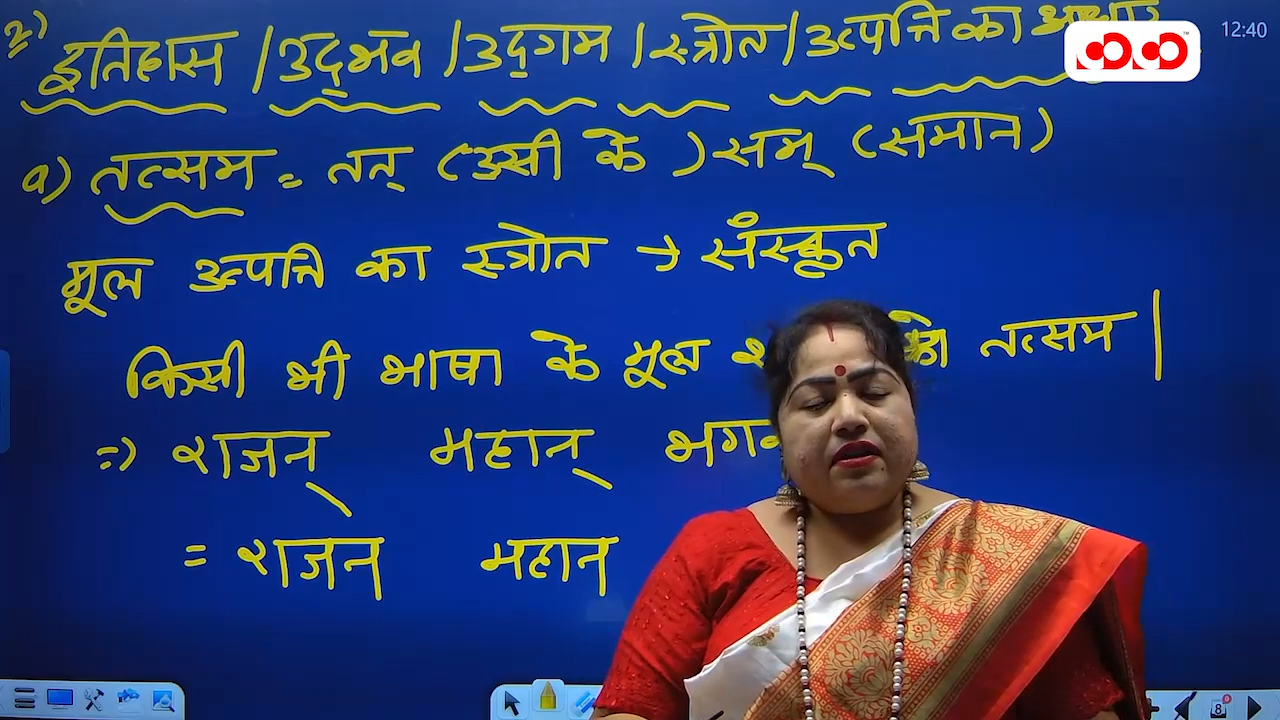 2) इतिहास / उद्भव / उद्गम / स्त्रोत / उत्पत्ति का आधार
12:40
a) तत्सम = तत् (उसी के) सम् (समान)
मूल उत्पत्ति का स्त्रोत → संस्कृत
किसी भी भाषा के मूल को तत्सम |
=> राजन् महान्
= राजन महान